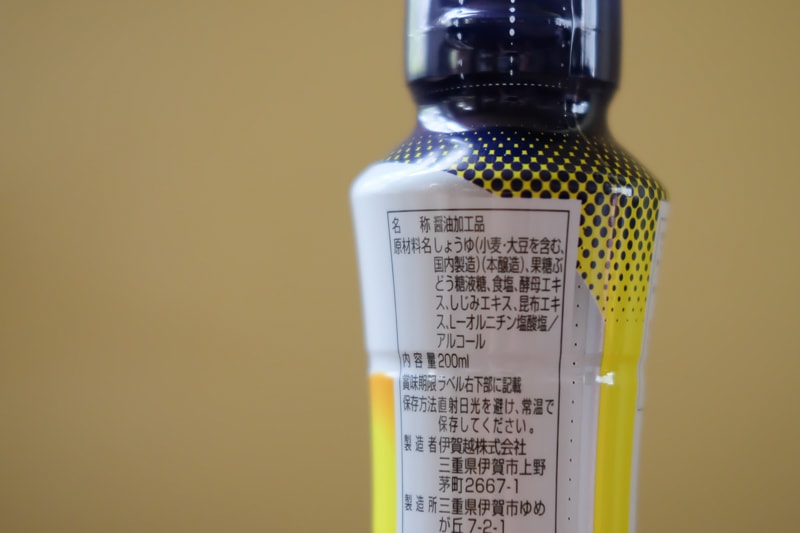 名称 醤油加工品
原材料名 しょうゆ(小麦・大豆を含む、
国内製造)(本醸造)、果糖ぶ
どう糖液糖、食塩、酵母エキ
ス、しじみエキス、昆布エキ
ス、L-オルニチン塩酸塩/
アルコール
内容量 200ml
賞味期限 ラベル右下部に記載
保存方法 直射日光を避け、常温で
保存してください。
製造者 伊賀越株式会社
三重県伊賀市上野
茅町2667-1
製造所 三重県伊賀市ゆめ
が丘7-2-1